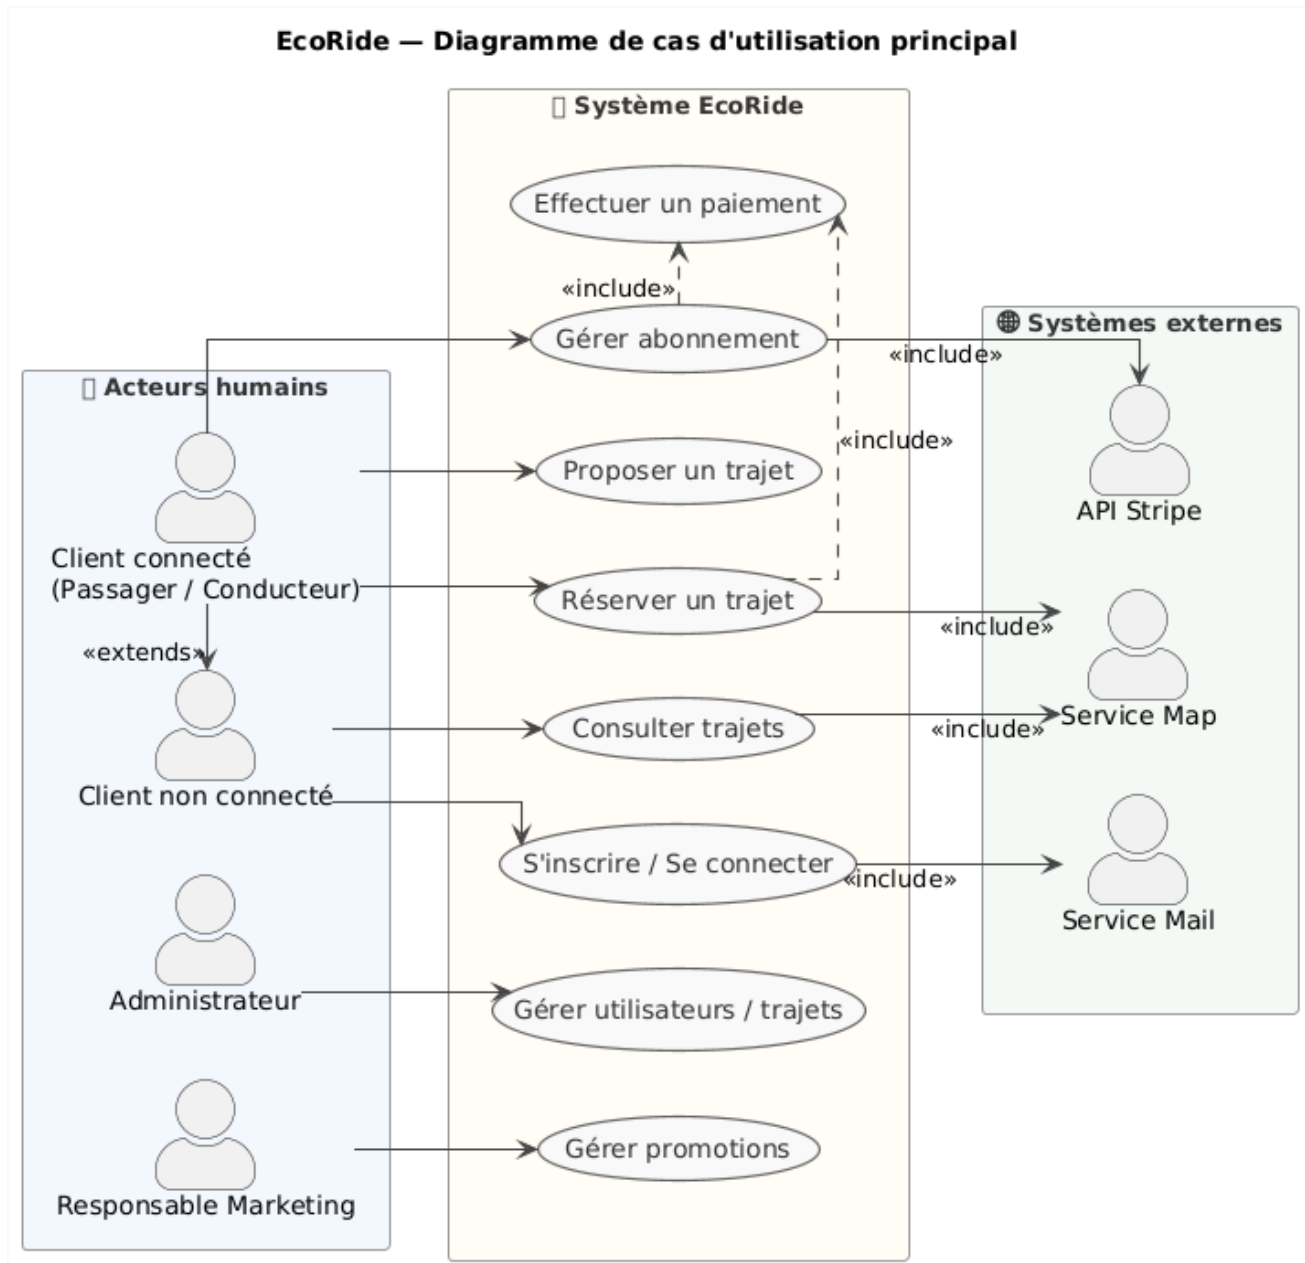 EcoRide — Diagramme de cas d'utilisation principal
Système EcoRide
Effectuer un paiement
«include»
Gérer abonnement
«include»
Systèmes externes
Acteurs humains
«include»
Proposer un trajet
API Stripe
Client connecté
(Passager / Conducteur)
Réserver un trajet
«include»
«extends»
Consulter trajets
«include»
Service Map
Client non connecté
S'inscrire / Se connecter
«include»
Service Mail
Administrateur
Gérer utilisateurs / trajets
Gérer promotions
Responsable Marketing